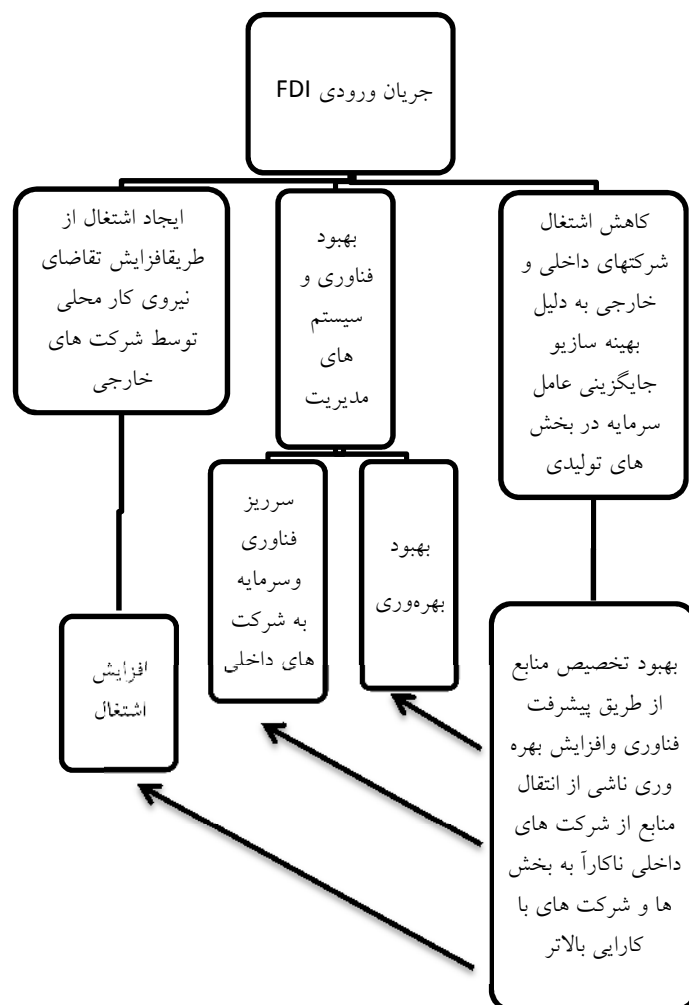 جریان ورودی FDI
کاهش اشتغال
شرکتهای داخلی و
خارجی به دلیل
بهینه سازیو
جایگزینی عامل
سرمایه در بخش
های تولیدی
بهبود
فناوری و
سیستم
های
مدیریت
ایجاد اشتغال از
طریقافزایش تقاضای
نیروی کار محلی
توسط شرکت های
خارجی
بهبود
بهره‌وری
سرریز
فناوری
وسرمایه
به شرکت
های داخلی
افزایش
اشتغال
بهبود تخصیص منابع
از طریق پیشرفت
فناوری وافزایش بهره
وری ناشی از انتقال
منابع از شرکت های
داخلی ناکارآ به بخش
ها و شرکت های با
کارایی بالاتر